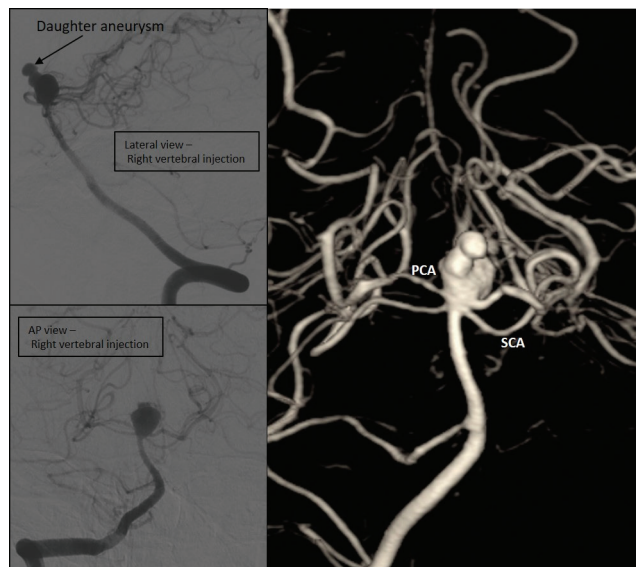 Daughter aneurysm
Lateral view –
Right vertebral injection
AP view –
Right vertebral injection
PCA
SCA